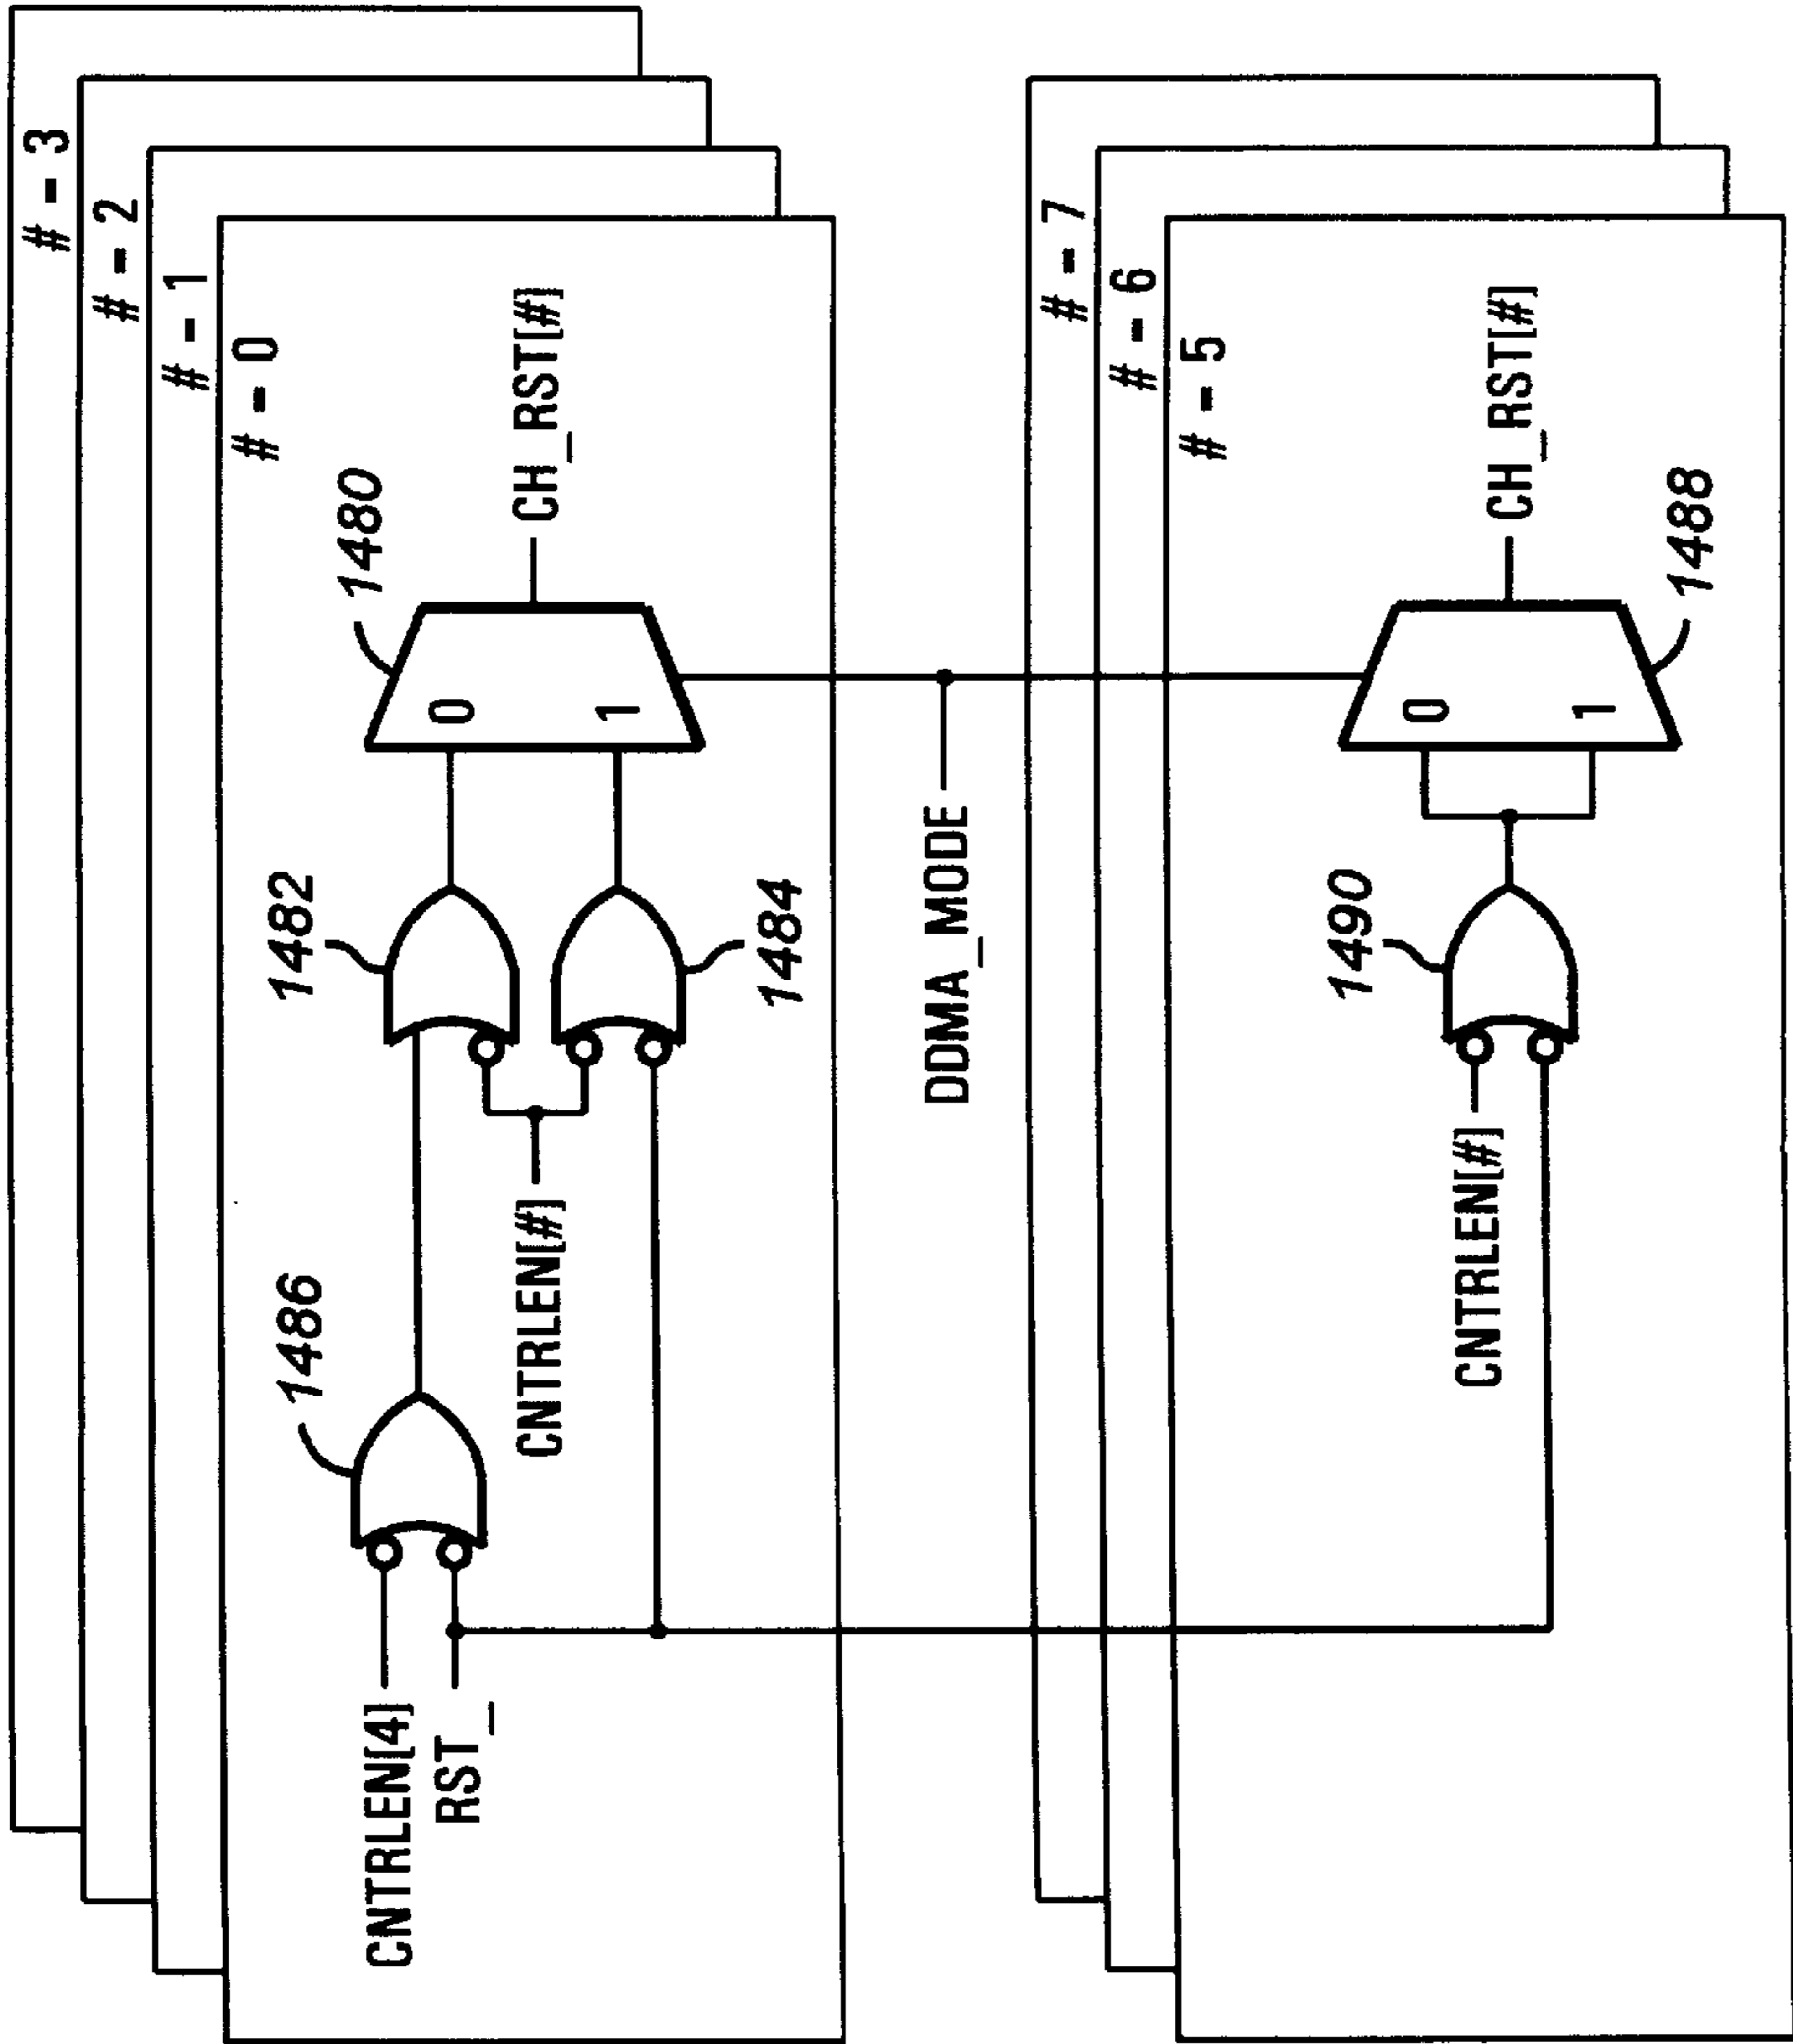 # - 3
# - 2
# - 1
# - 0
1480
CH_RST[#]
0
1
1482
1484
CNTRLEN[#]
1486
CNTRLEN[4]
RST_
DDMA_MODE
# - 7
# - 6
# - 5
CH_RST[#]
1488
0
1
1490
CNTRLEN[#]